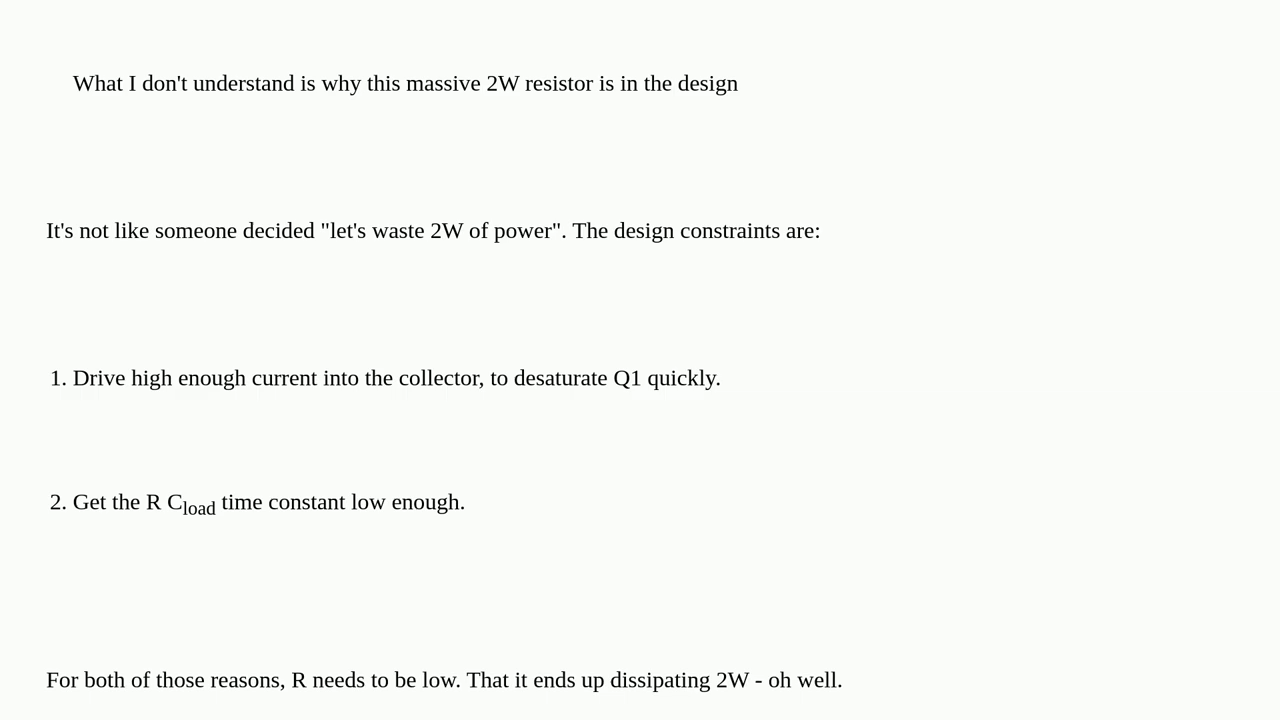 What I don't understand is why this massive 2W resistor is in the design
It's not like someone decided "let's waste 2W of power". The design constraints are:
1. Drive high enough current into the collector, to desaturate Q1 quickly.
2. Get the R Cload time constant low enough.
For both of those reasons, R needs to be low. That it ends up dissipating 2W - oh well.